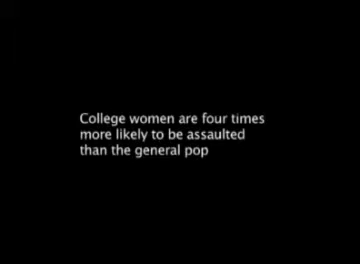 College women are four times
more likely to be assaulted
than the general pop